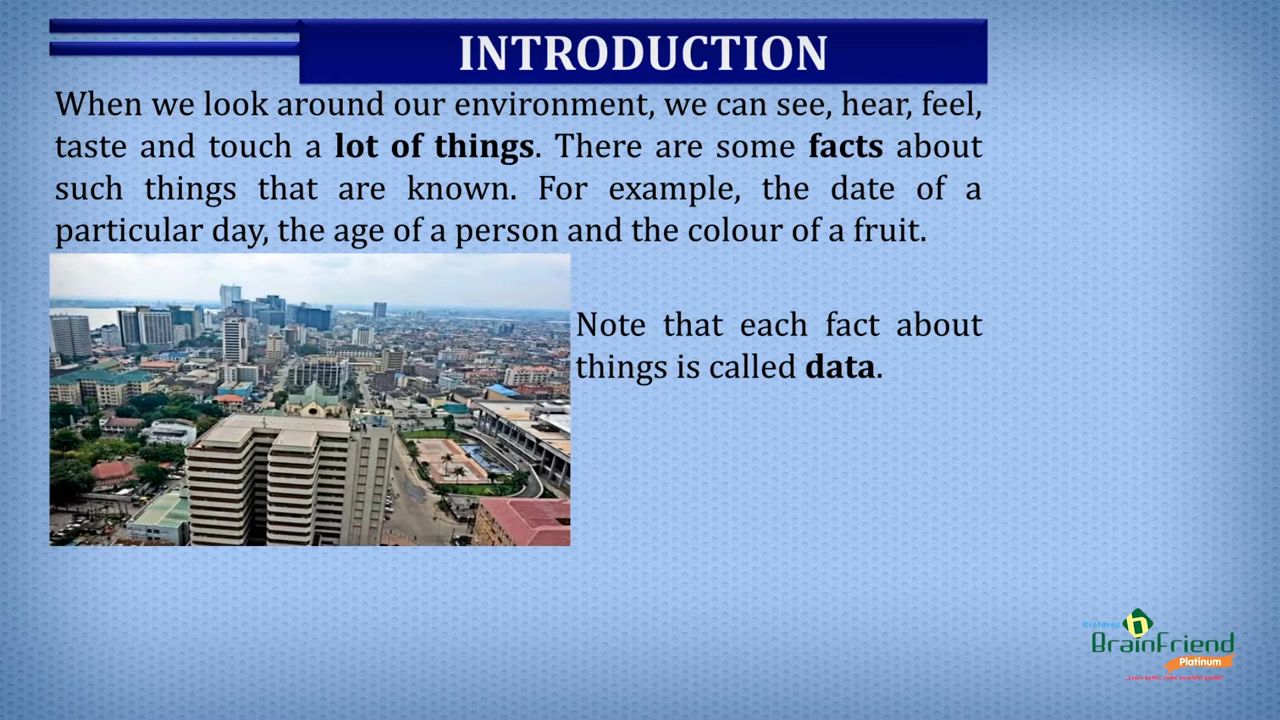 INTRODUCTION
When we look around our environment, we can see, hear, feel,
taste and touch a lot of things. There are some facts about
such things that are known. For example, the date of a
particular day, the age of a person and the colour of a fruit.
Note that each fact about
things is called data.
Cinfores
BrainFriend
Platinum